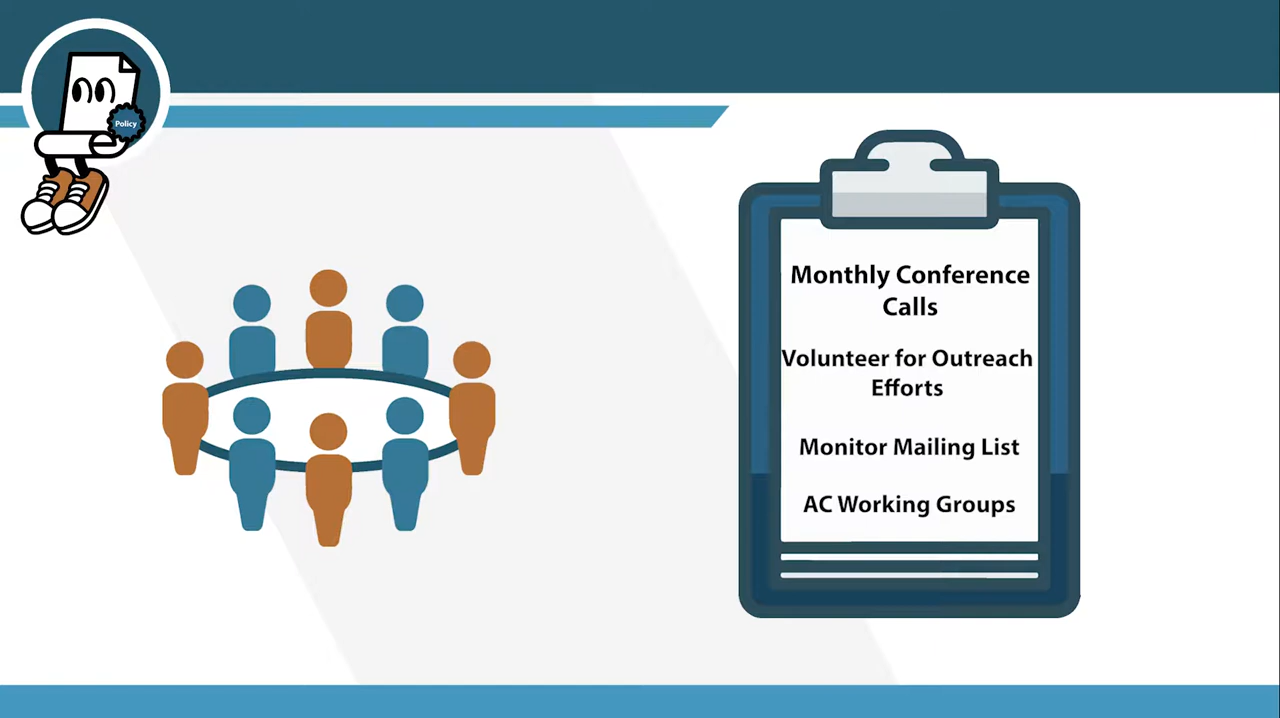 Policy
Monthly Conference
Calls
Volunteer for Outreach
Efforts
Monitor Mailing List
AC Working Groups